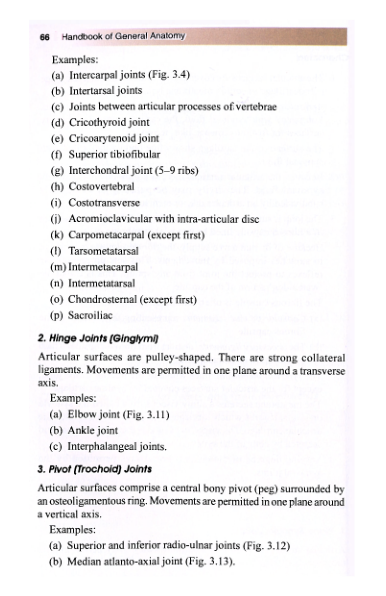 66 Handbook of General Anatomy
Examples:
(a) Intercarpal joints (Fig. 3.4)
(b) Intertarsal joints
(c) Joints between articular processes of vertebrae
(d) Cricothyroid joint
(e) Cricoarytenoid joint
(f) Superior tibiofibular
(g) Interchondral joint (5–9 ribs)
(h) Costovertebral
(i) Costotransverse
(j) Acromioclavicular with intra-articular disc
(k) Carpometacarpal (except first)
(l) Tarsometatarsal
(m) Intermetacarpal
(n) Intermetatarsal
(o) Chondrosternal (except first)
(p) Sacroiliac
2. Hinge Joints (Ginglymi)
Articular surfaces are pulley-shaped. There are strong collateral
ligaments. Movements are permitted in one plane around a transverse
axis.
Examples:
(a) Elbow joint (Fig. 3.11)
(b) Ankle joint
(c) Interphalangeal joints.
3. Pivot (Trochoid) Joints
Articular surfaces comprise a central bony pivot (peg) surrounded by
an osteoligamentous ring. Movements are permitted in one plane around
a vertical axis.
Examples:
(a) Superior and inferior radio-ulnar joints (Fig. 3.12)
(b) Median atlanto-axial joint (Fig. 3.13).